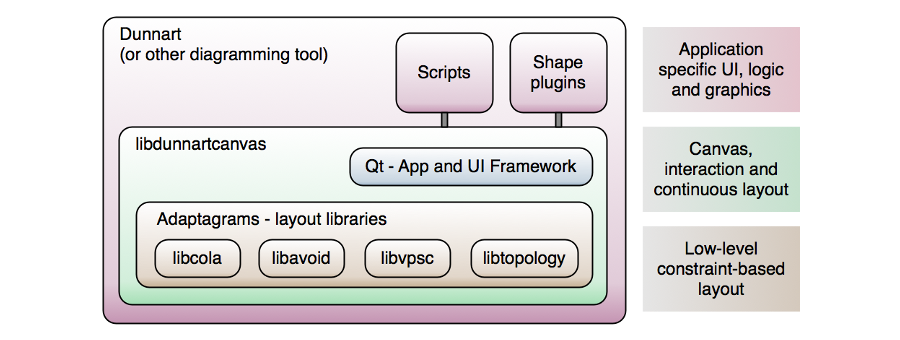 Dunnart
(or other diagramming tool)
Scripts
Shape
plugins
libdunnartcanvas
Qt - App and UI Framework
Adaptagrams - layout libraries
libcola
libavoid
libvpsc
libtopology
Application
specific UI, logic
and graphics
Canvas,
interaction and
continuous layout
Low-level
constraint-based
layout